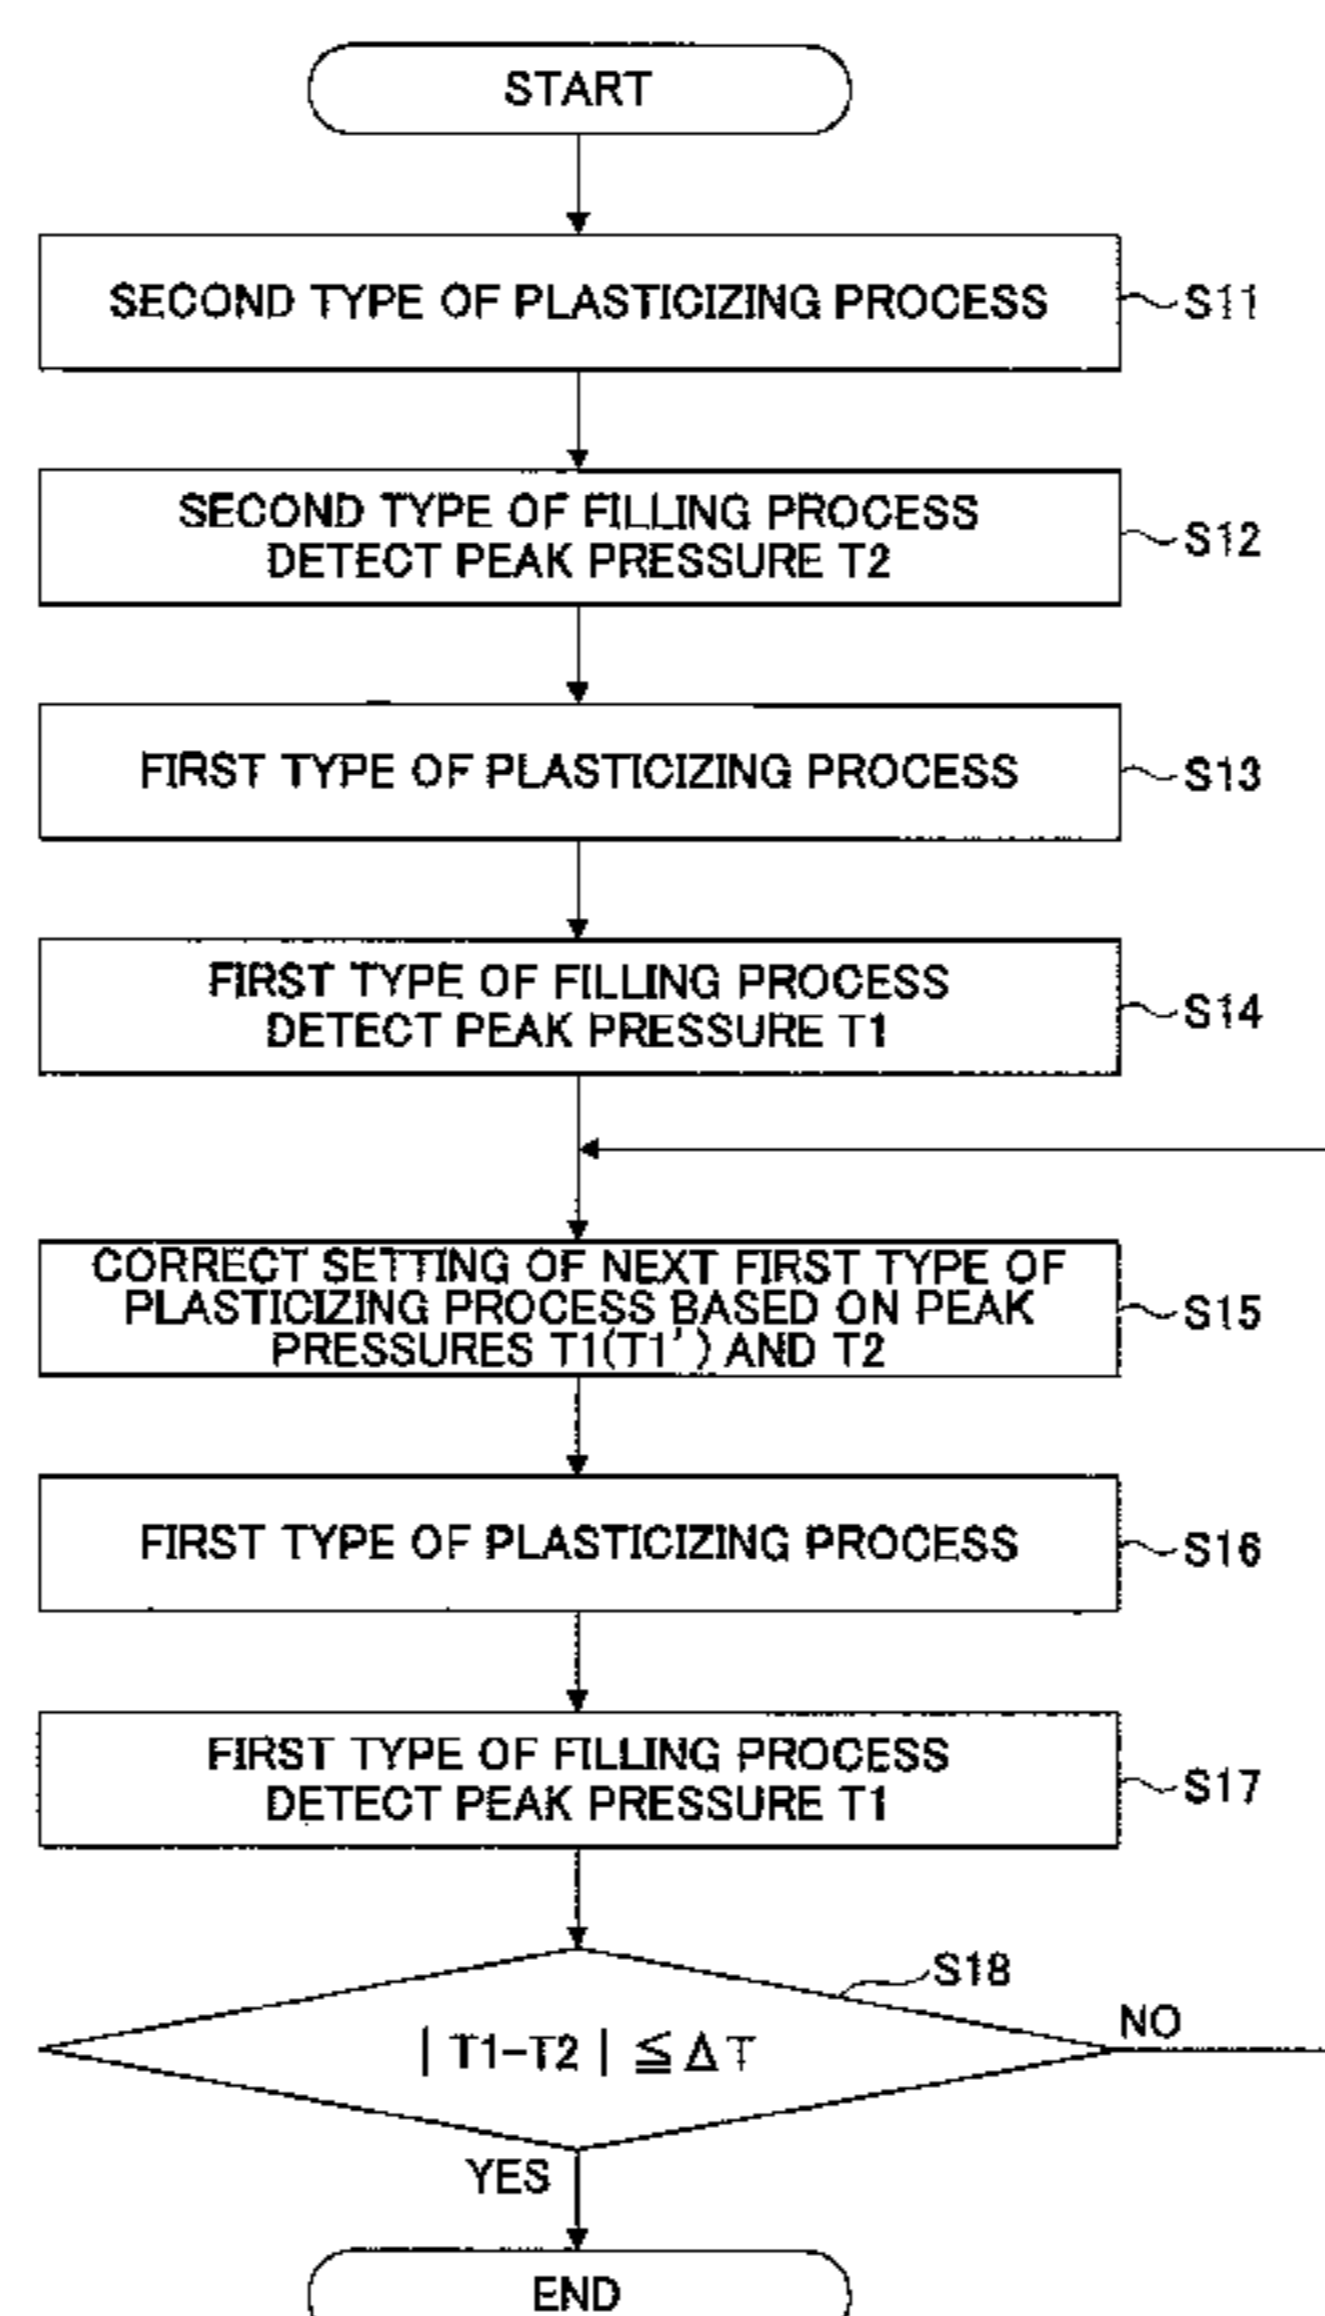 START
SECOND TYPE OF PLASTICIZING PROCESS
S11
SECOND TYPE OF FILLING PROCESS
DETECT PEAK PRESSURE T2
S12
FIRST TYPE OF PLASTICIZING PROCESS
S13
FIRST TYPE OF FILLING PROCESS
DETECT PEAK PRESSURE T1
S14
CORRECT SETTING OF NEXT FIRST TYPE OF
PLASTICIZING PROCESS BASED ON PEAK
PRESSURES T1(T1') AND T2
S15
FIRST TYPE OF PLASTICIZING PROCESS
S16
FIRST TYPE OF FILLING PROCESS
DETECT PEAK PRESSURE T1
S17
S18
| T1-T2 | ≦ ΔT
NO
YES
END